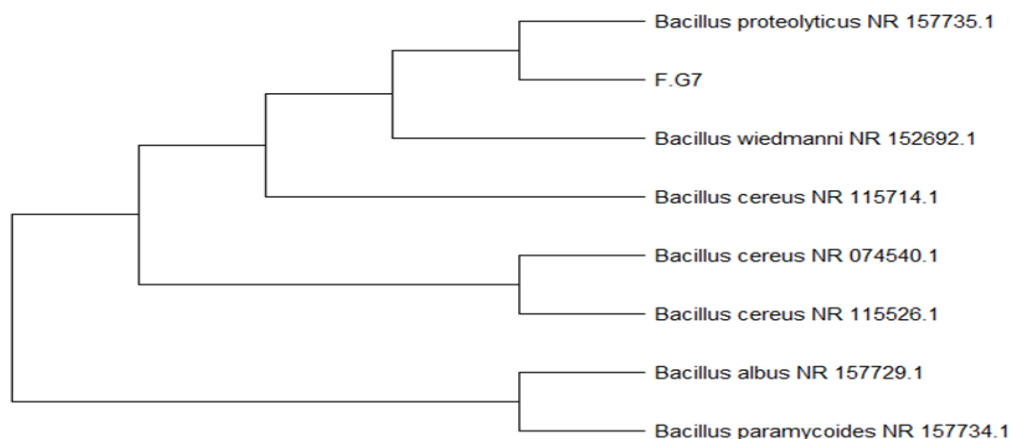 Bacillus proteolyticus NR 157735.1
F.G7
Bacillus wiedmanni NR 152692.1
Bacillus cereus NR 115714.1
Bacillus cereus NR 074540.1
Bacillus cereus NR 115526.1
Bacillus albus NR 157729.1
Bacillus paramycoides NR 157734.1